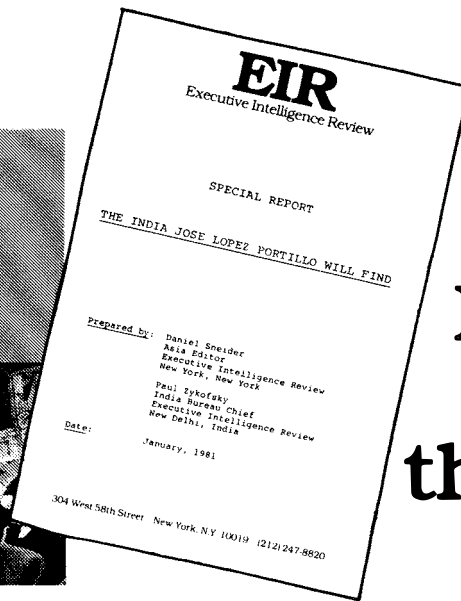 EIR
Executive Intelligence Review
SPECIAL REPORT
THE INDIA JOSE LOPEZ PORTILLO WILL FIND
Prepared by: Daniel Sneider
Asia Editor
Executive Intelligence Review
New York, New York
Paul Zykofsky
India Bureau Chief
Executive Intelligence Review
New Delhi, India
Date: January, 1981
304 West 58th Street New York, N.Y. 10019 (212) 247-8820
th